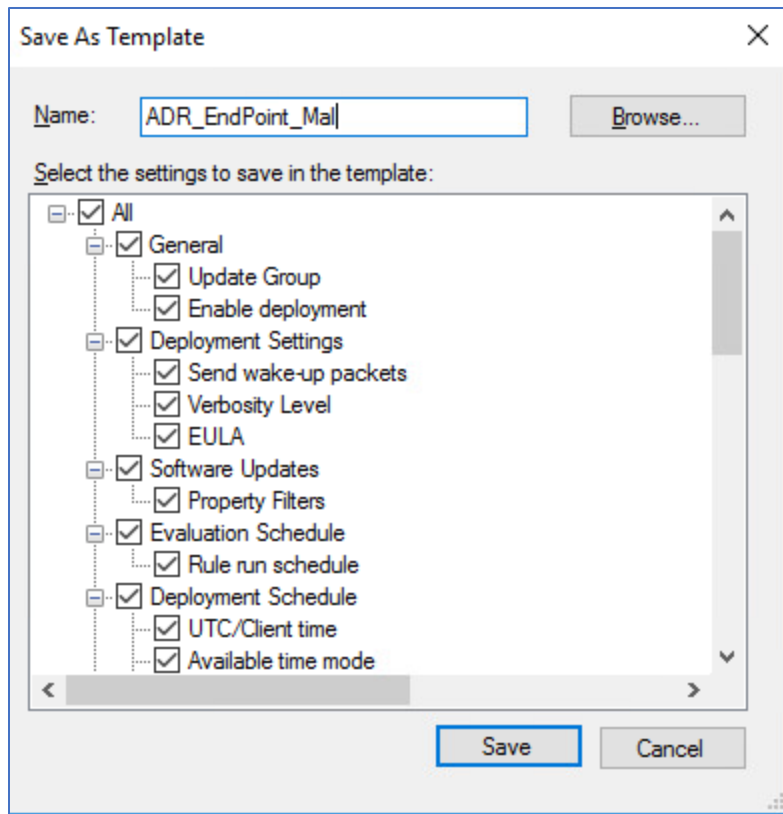 Save As Template
Name: ADR_EndPoint_Mal Browse...
Select the settings to save in the template:
All
General
Update Group
Enable deployment
Deployment Settings
Send wake-up packets
Verbosity Level
EULA
Software Updates
Property Filters
Evaluation Schedule
Rule run schedule
Deployment Schedule
UTC/Client time
Available time mode
Save Cancel